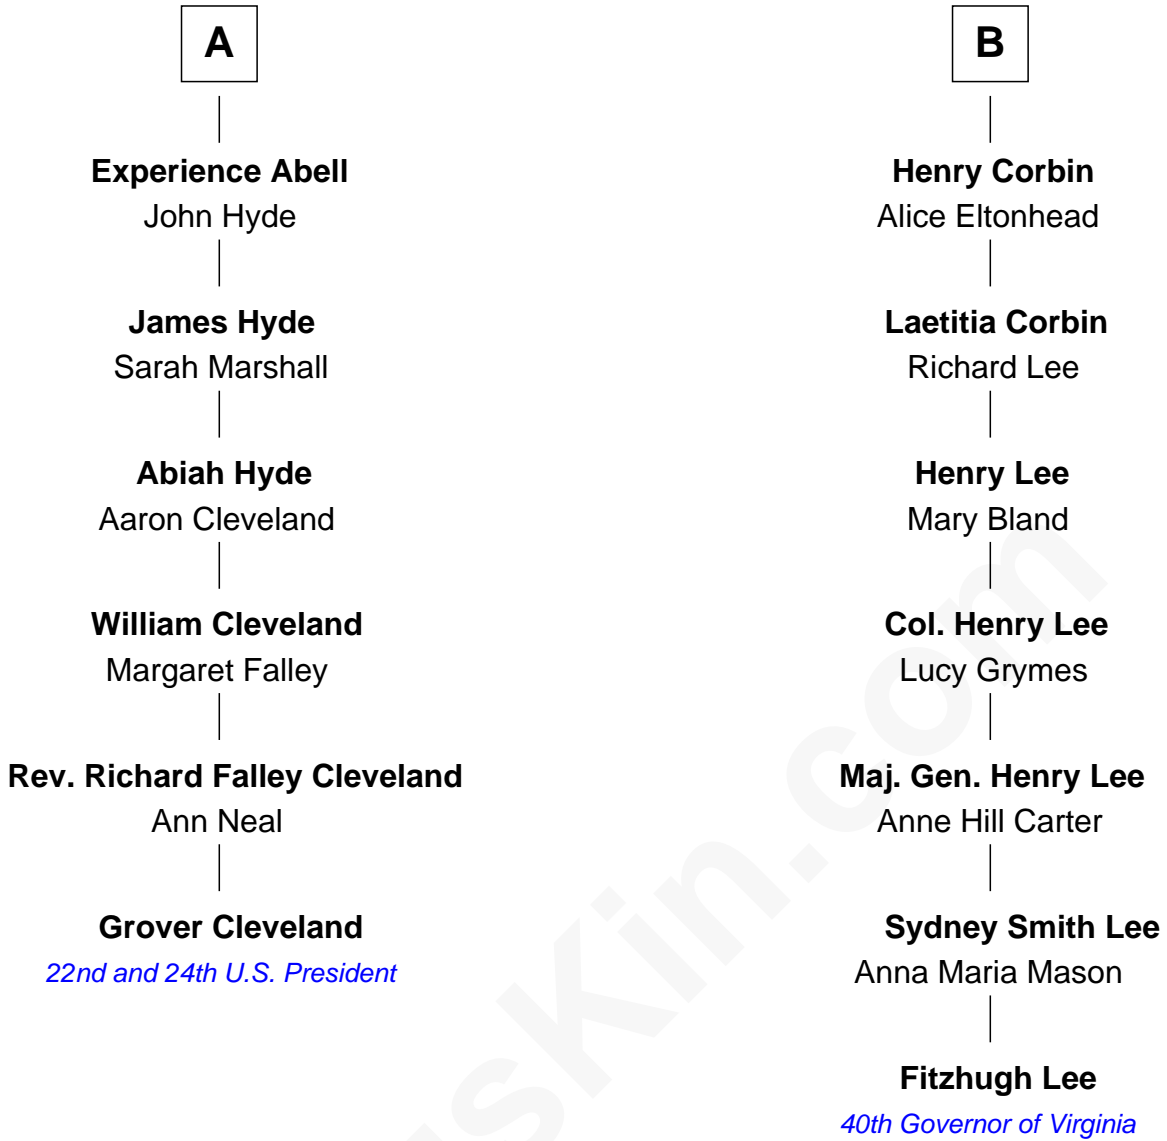 A
Experience Abell
John Hyde
James Hyde
Sarah Marshall
Abiah Hyde
Aaron Cleveland
William Cleveland
Margaret Falley
Rev. Richard Falley Cleveland
Ann Neal
Grover Cleveland
22nd and 24th U.S. President
B
Henry Corbin
Alice Eltonhead
Laetitia Corbin
Richard Lee
Henry Lee
Mary Bland
Col. Henry Lee
Lucy Grymes
Maj. Gen. Henry Lee
Anne Hill Carter
Sydney Smith Lee
Anna Maria Mason
Fitzhugh Lee
40th Governor of Virginia